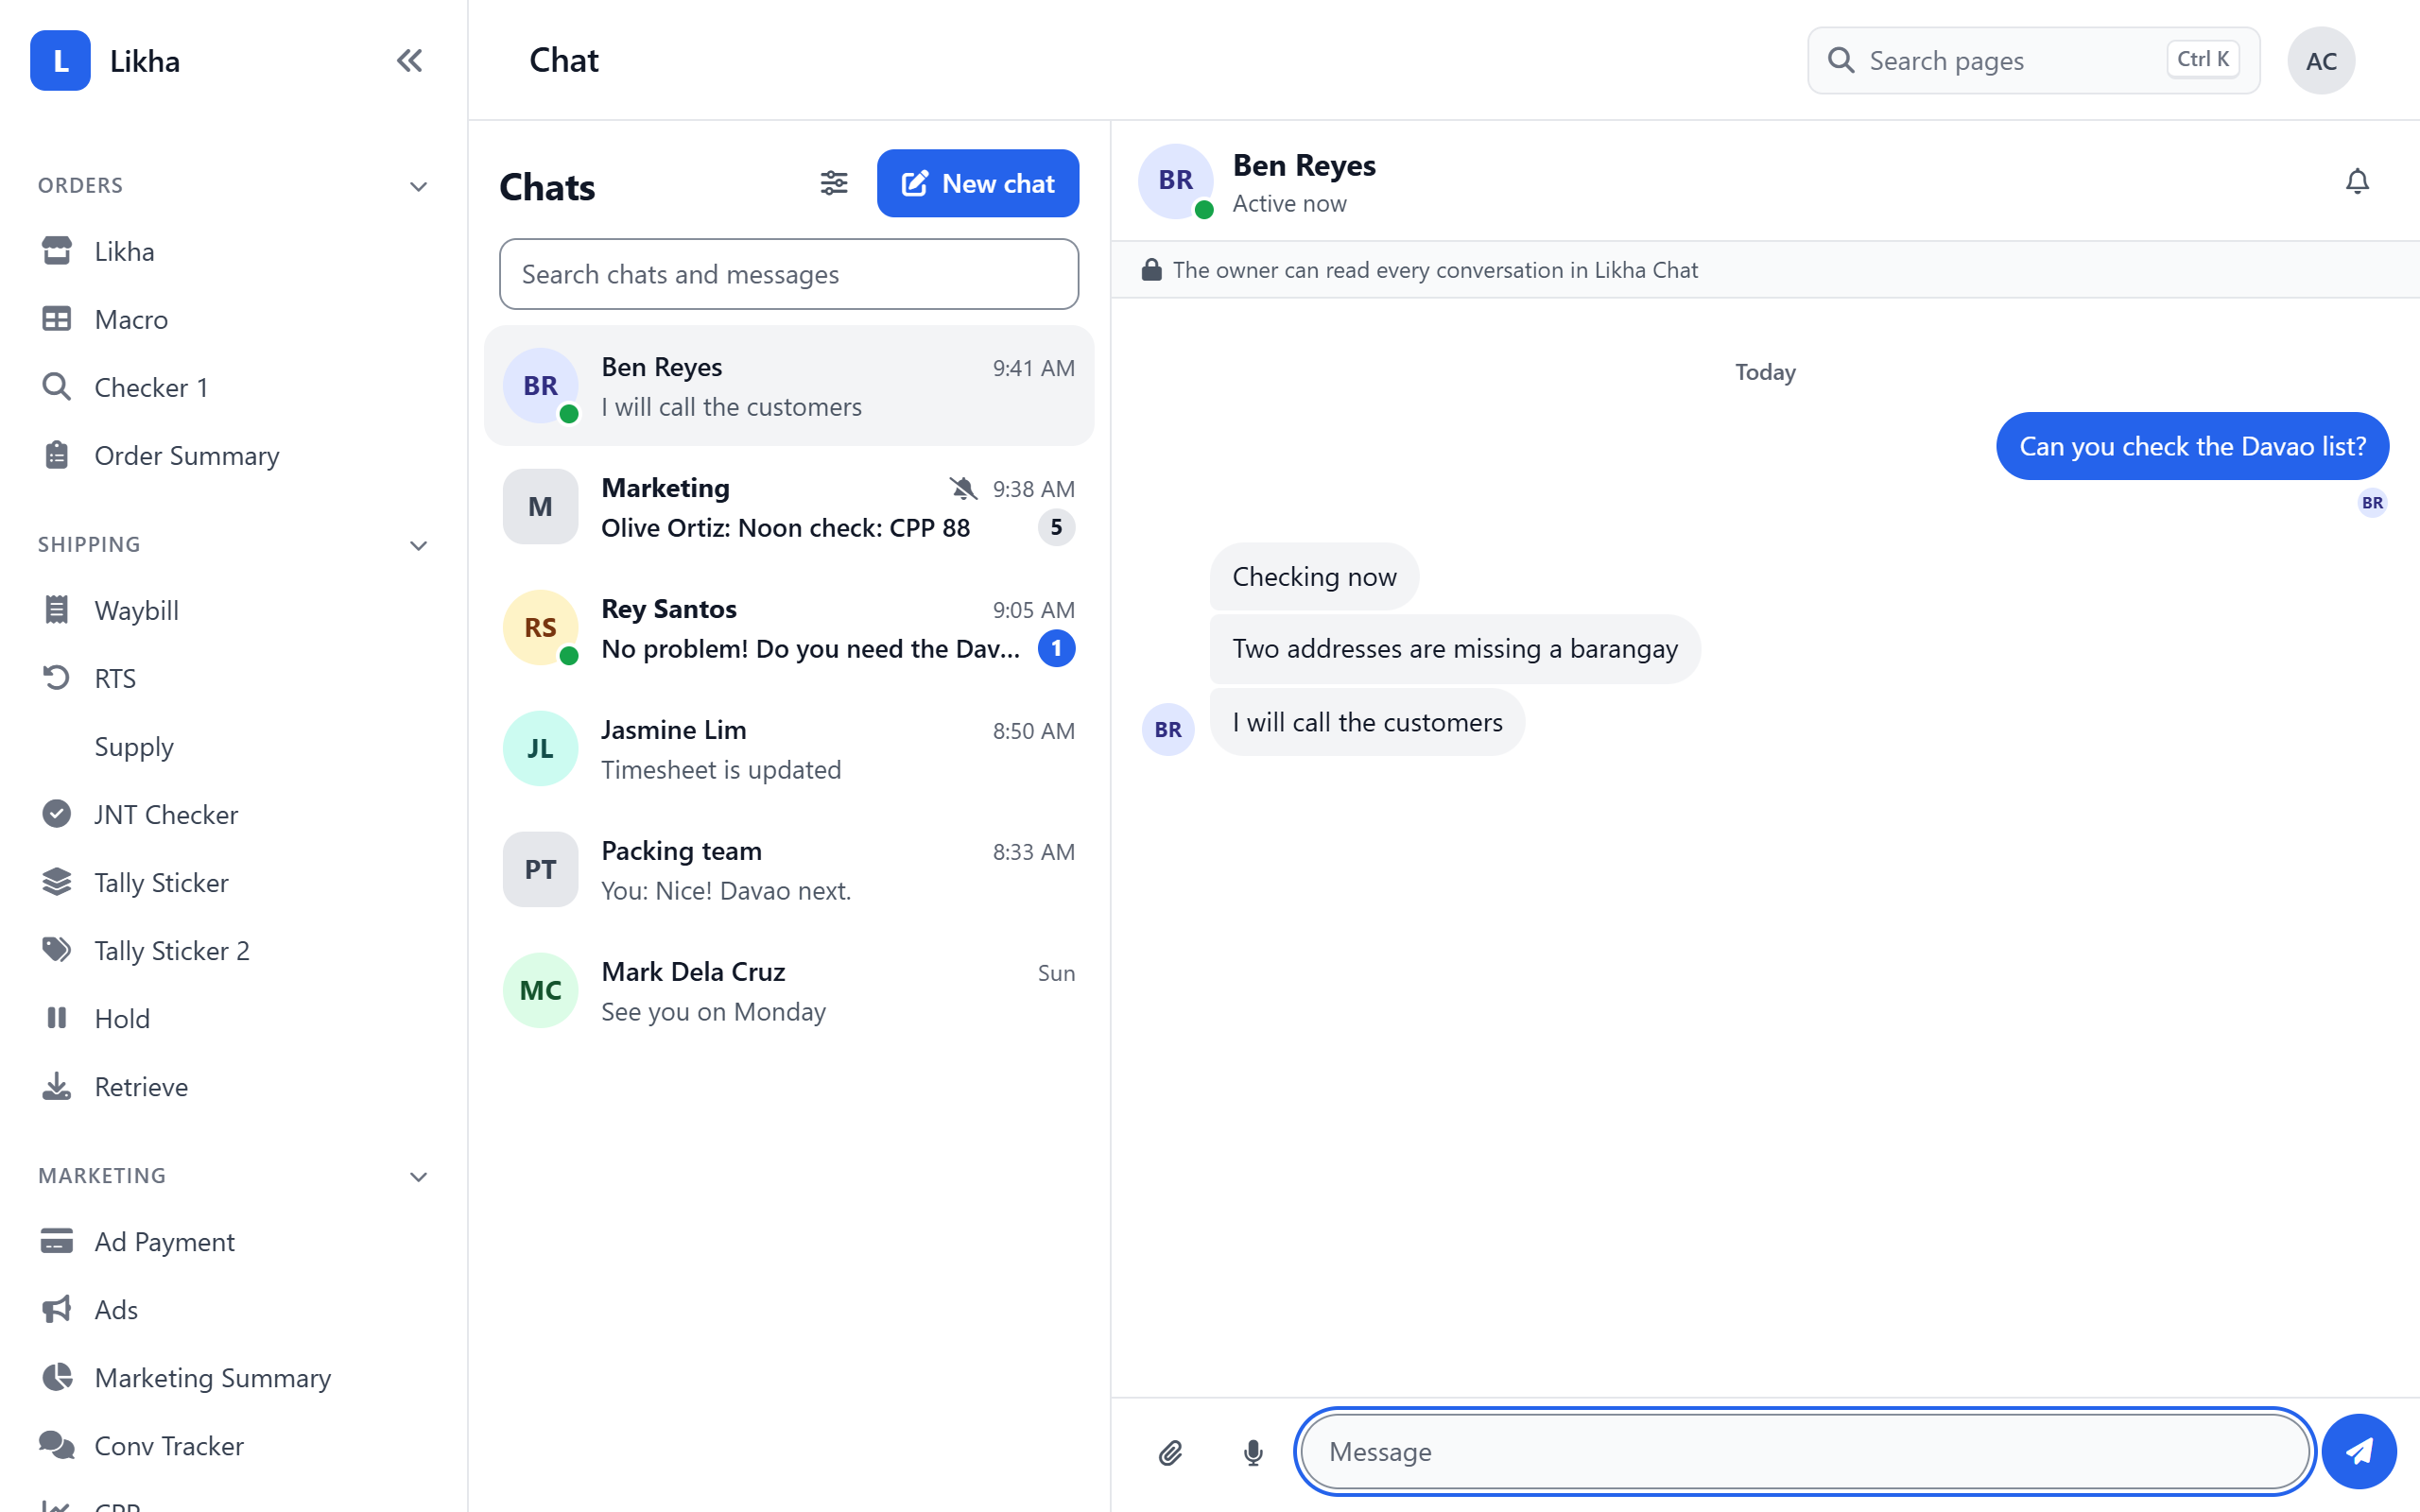 L Likha
Chat
Search pages Ctrl K
AC
ORDERS
Likha
Macro
Checker 1
Order Summary
SHIPPING
Waybill
RTS
Supply
JNT Checker
Tally Sticker
Tally Sticker 2
Hold
Retrieve
MARKETING
Ad Payment
Ads
Marketing Summary
Conv Tracker
CPP
Chats
New chat
Search chats and messages
BR Ben Reyes 9:41 AM
I will call the customers
M Marketing 9:38 AM
Olive Ortiz: Noon check: CPP 88 5
RS Rey Santos 9:05 AM
No problem! Do you need the Dav... 1
JL Jasmine Lim 8:50 AM
Timesheet is updated
PT Packing team 8:33 AM
You: Nice! Davao next.
MC Mark Dela Cruz Sun
See you on Monday
BR Ben Reyes
Active now
The owner can read every conversation in Likha Chat
Today
Can you check the Davao list?
BR
Checking now
Two addresses are missing a barangay
BR I will call the customers
Message